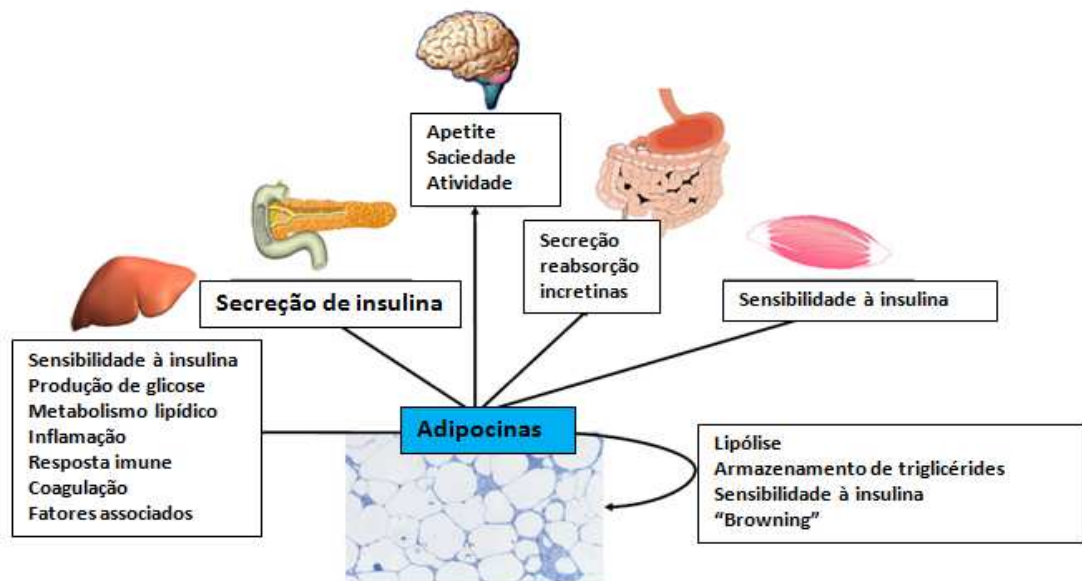 Apetite
Saciedade
Atividade
Secreção
reabsorção
incretinas
Secreção de insulina
Sensibilidade à insulina
Sensibilidade à insulina
Produção de glicose
Metabolismo lipídico
Inflamação
Resposta imune
Coagulação
Fatores associados
Adipocinas
Lipólise
Armazenamento de triglicérides
Sensibilidade à insulina
“Browning”